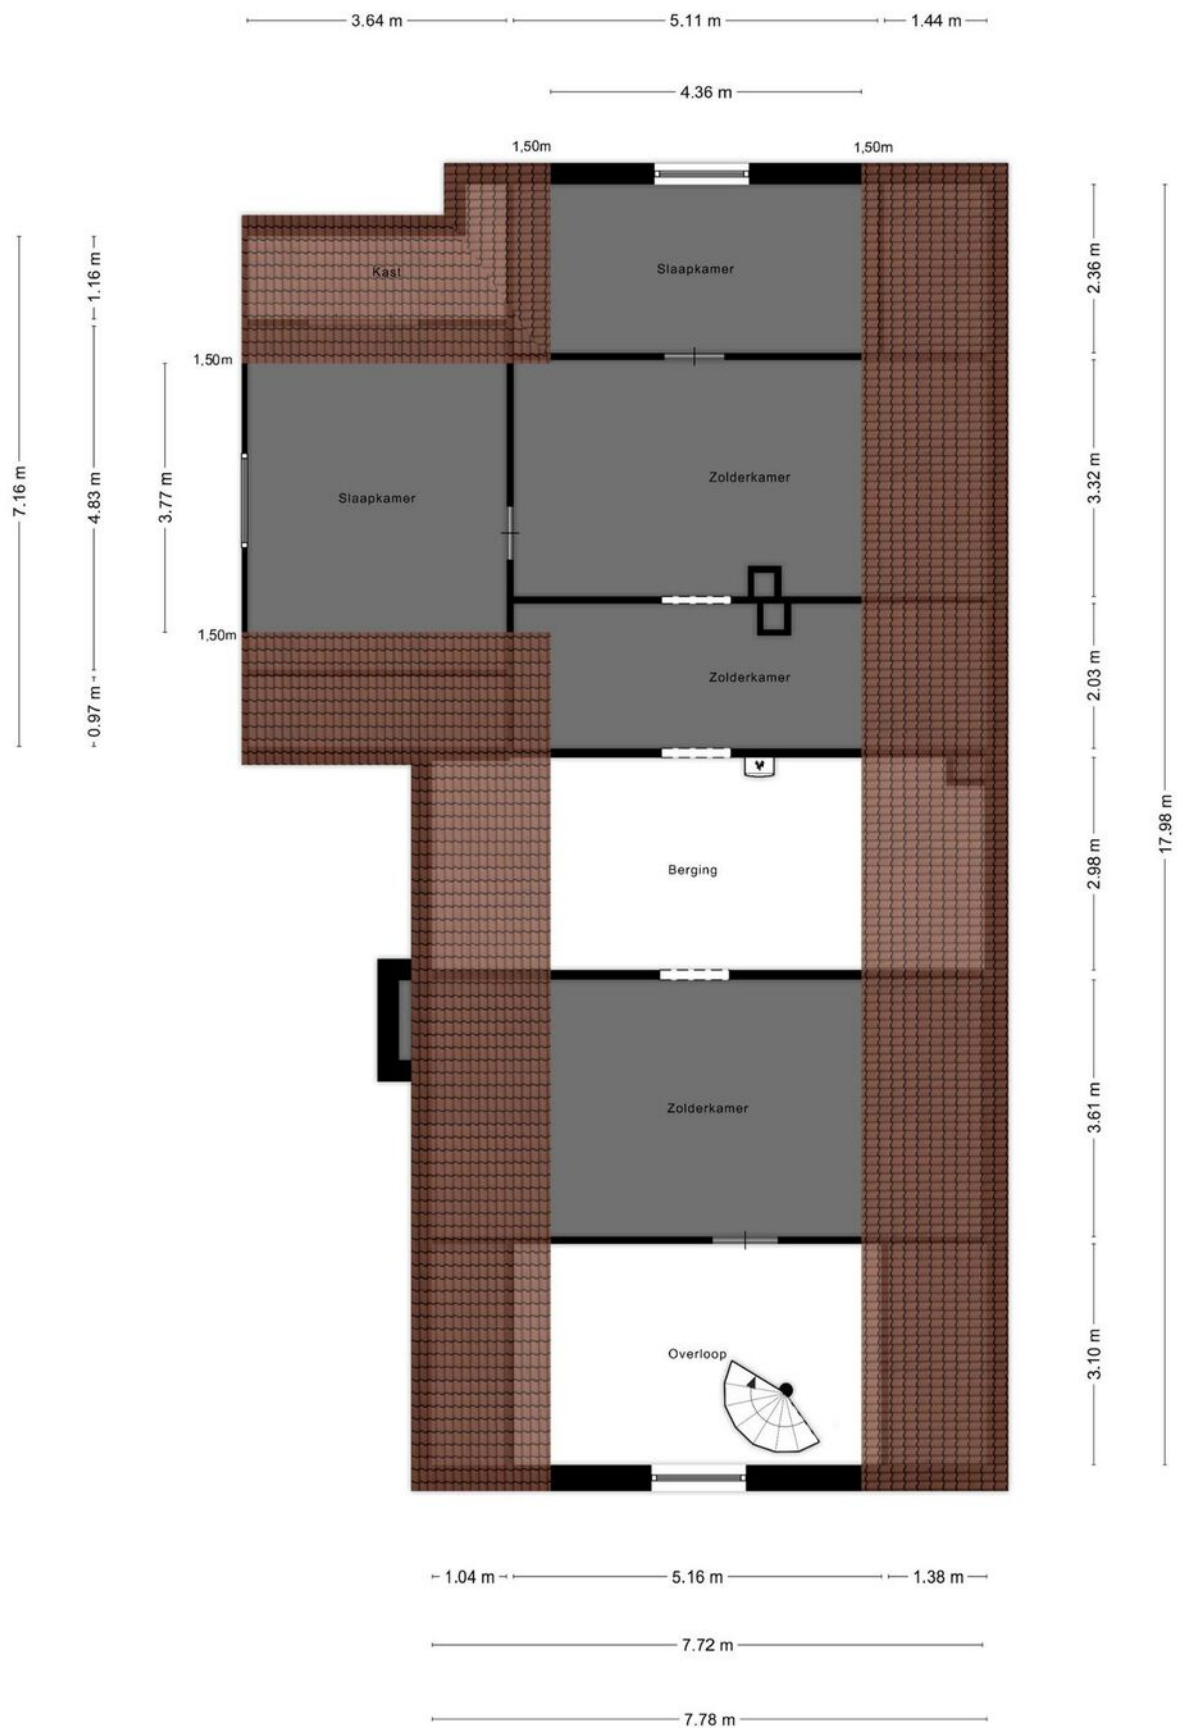 3.64 m
5.11 m
1.44 m
4.36 m
1,50m
1,50m
Kast
Slaapkamer
1.16 m
2.36 m
1,50m
Slaapkamer
Zolderkamer
7.16 m
4.83 m
3.77 m
3.32 m
1,50m
Zolderkamer
0.97 m
2.03 m
Berging
2.98 m
17.98 m
Zolderkamer
3.61 m
Overloop
3.10 m
1.04 m
5.16 m
1.38 m
7.72 m
7.78 m